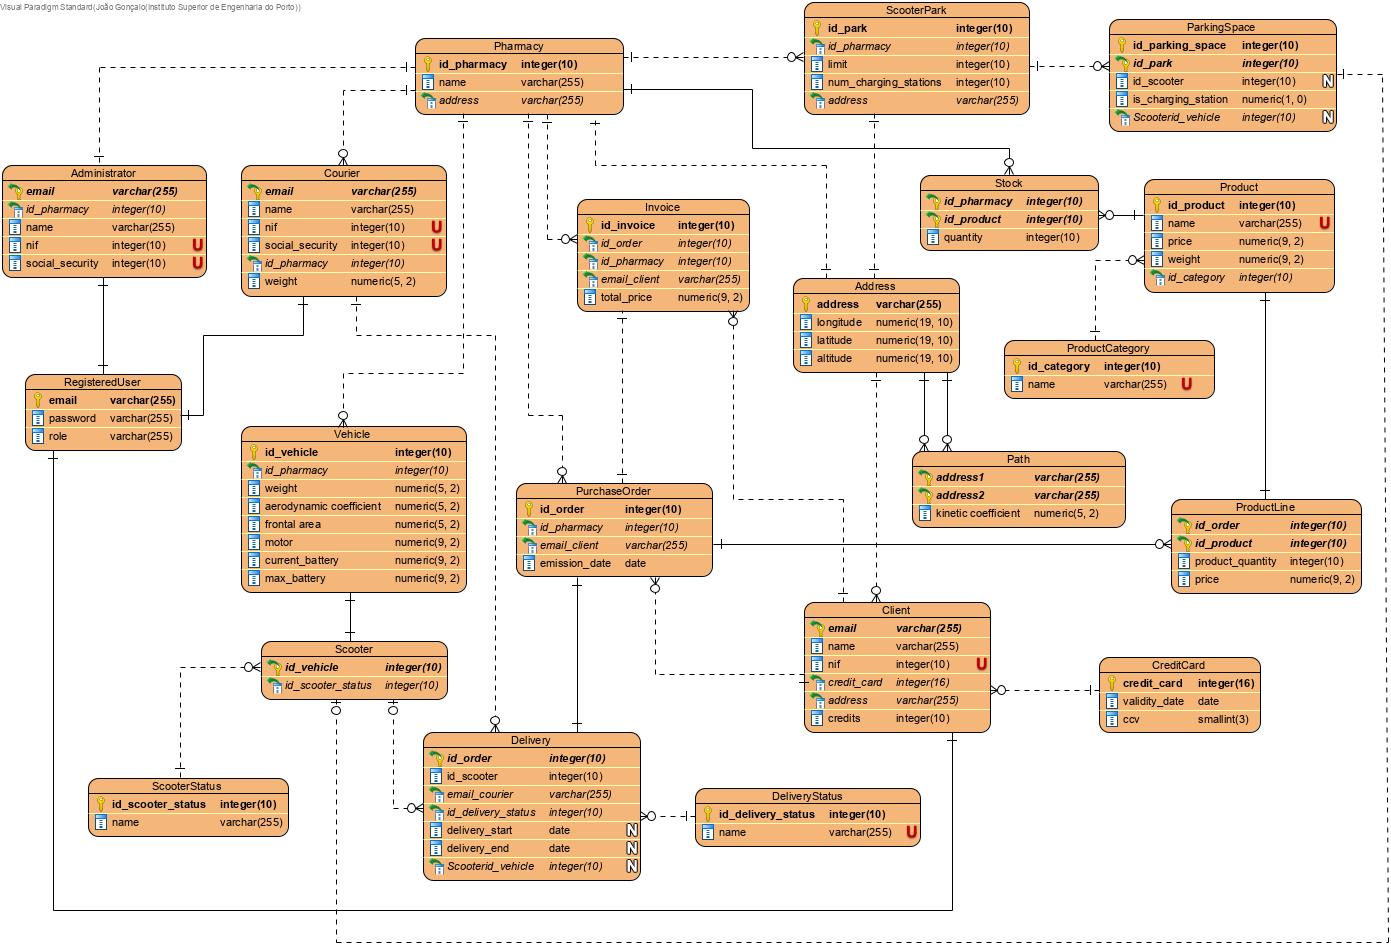 Visual Paradigm Standard(João Gonçalo(Instituto Superior de Engenharia do Porto))
ScooterPark
id_park integer(10)
id_pharmacy integer(10)
limit integer(10)
num_charging_stations integer(10)
address varchar(255)
ParkingSpace
id_parking_space integer(10)
id_park integer(10)
id_scooter integer(10) N
is_charging_station numeric(1, 0)
Scooterid_vehicle integer(10) N
Pharmacy
id_pharmacy integer(10)
name varchar(255)
address varchar(255)
Administrator
email varchar(255)
id_pharmacy integer(10)
name varchar(255)
nif integer(10) U
social_security integer(10) U
Courier
email varchar(255)
name varchar(255)
nif integer(10) U
social_security integer(10) U
id_pharmacy integer(10)
weight numeric(5, 2)
Invoice
id_invoice integer(10)
id_order integer(10)
id_pharmacy integer(10)
email_client varchar(255)
total_price numeric(9, 2)
Stock
id_pharmacy integer(10)
id_product integer(10)
quantity integer(10)
Product
id_product integer(10)
name varchar(255) U
price numeric(9, 2)
weight numeric(9, 2)
id_category integer(10)
Address
address varchar(255)
longitude numeric(19, 10)
latitude numeric(19, 10)
altitude numeric(19, 10)
ProductCategory
id_category integer(10)
name varchar(255) U
RegisteredUser
email varchar(255)
password varchar(255)
role varchar(255)
Vehicle
id_vehicle integer(10)
id_pharmacy integer(10)
weight numeric(5, 2)
aerodynamic coefficient numeric(5, 2)
frontal area numeric(5, 2)
motor numeric(9, 2)
current_battery numeric(9, 2)
max_battery numeric(9, 2)
Path
address1 varchar(255)
address2 varchar(255)
kinetic coefficient numeric(5, 2)
PurchaseOrder
id_order integer(10)
id_pharmacy integer(10)
email_client varchar(255)
emission_date date
ProductLine
id_order integer(10)
id_product integer(10)
product_quantity integer(10)
price numeric(9, 2)
Client
email varchar(255)
name varchar(255)
nif integer(10) U
credit_card integer(16)
address varchar(255)
credits integer(10)
Scooter
id_vehicle integer(10)
id_scooter_status integer(10)
CreditCard
credit_card integer(16)
validity_date date
ccv smallint(3)
Delivery
id_order integer(10)
id_scooter integer(10)
email_courier varchar(255)
id_delivery_status integer(10)
delivery_start date N
delivery_end date N
Scooterid_vehicle integer(10) N
ScooterStatus
id_scooter_status integer(10)
name varchar(255)
DeliveryStatus
id_delivery_status integer(10)
name varchar(255) U